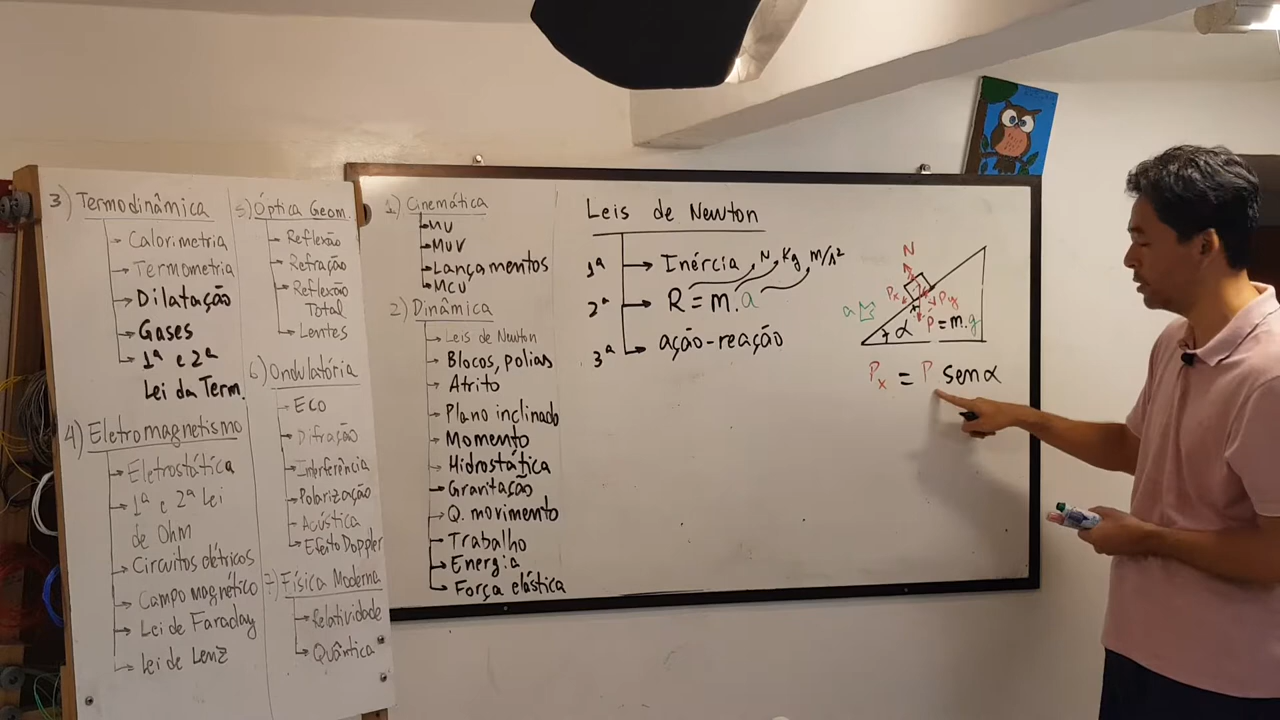 3) Termodinâmica
Calorimetria
Termometria
Dilatação
Gases
1ª e 2ª
Lei da Term.
4) Eletromagnetismo
Eletrostática
1ª e 2ª Lei
de Ohm
Circuitos elétricos
Campo magnético
Lei de Faraday
Lei de Lenz
5) Óptica Geom.
Reflexão
Refração
Reflexão
Total
Lentes
6) Ondulatória
Eco
Difração
Interferência
Polarização
Acústica
Efeito Doppler
7) Física Moderna
Relatividade
Quântica
1) Cinemática
MU
MUV
Lançamentos
MCU
2) Dinâmica
Leis de Newton
Blocos, polias
Atrito
Plano inclinado
Momento
Hidrostática
Gravitação
Q. movimento
Trabalho
Energia
Força elástica
Leis de Newton
1ª Inércia, N, Kg, m/s²
2ª R = m.a
3ª ação-reação
N
Px
Py
a
α
P = m.g
Px = P senα